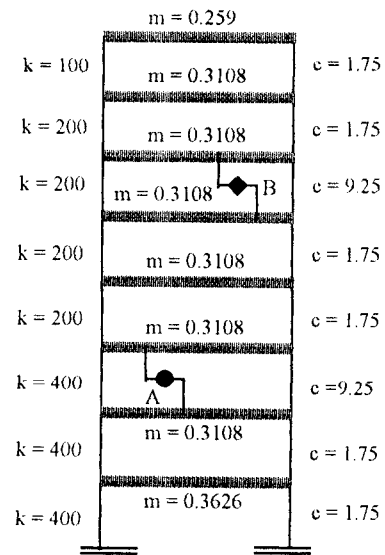 m = 0.259
k = 100
m = 0.3108
c = 1.75
k = 200
m = 0.3108
c = 1.75
k = 200
m = 0.3108
B
c = 9.25
k = 200
c = 1.75
k = 200
m = 0.3108
c = 1.75
k = 400
A
c =9.25
k = 400
m = 0.3108
c = 1.75
k = 400
m = 0.3626
c = 1.75